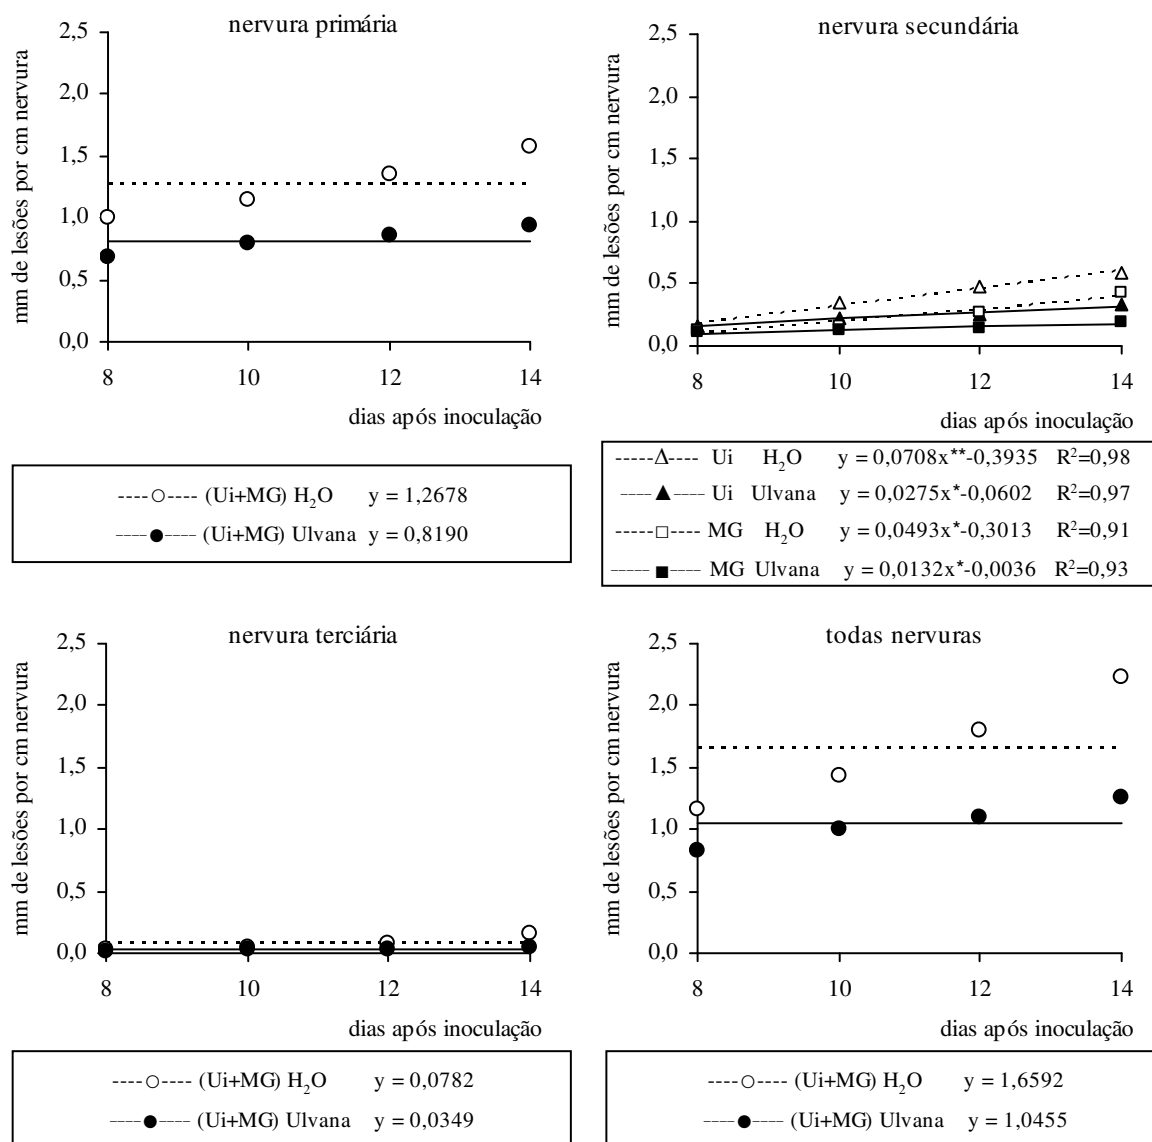 nervura primária
mm de lesões por cm nervura
2,5
2,0
1,5
1,0
0,5
0,0
8 10 12 14
dias após inoculação
(Ui+MG) H₂O y = 1,2678
(Ui+MG) Ulvana y = 0,8190
nervura secundária
mm de lesões por cm nervura
2,5
2,0
1,5
1,0
0,5
0,0
8 10 12 14
dias após inoculação
Ui H₂O y = 0,0708x**-0,3935 R²=0,98
Ui Ulvana y = 0,0275x*-0,0602 R²=0,97
MG H₂O y = 0,0493x*-0,3013 R²=0,91
MG Ulvana y = 0,0132x*-0,0036 R²=0,93
nervura terciária
mm de lesões por cm nervura
2,5
2,0
1,5
1,0
0,5
0,0
8 10 12 14
dias após inoculação
(Ui+MG) H₂O y = 0,0782
(Ui+MG) Ulvana y = 0,0349
todas nervuras
mm de lesões por cm nervura
2,5
2,0
1,5
1,0
0,5
0,0
8 10 12 14
dias após inoculação
(Ui+MG) H₂O y = 1,6592
(Ui+MG) Ulvana y = 1,0455